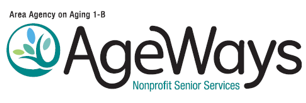 Area Agency on Aging 1-B
AgeWays
Nonprofit Senior Services